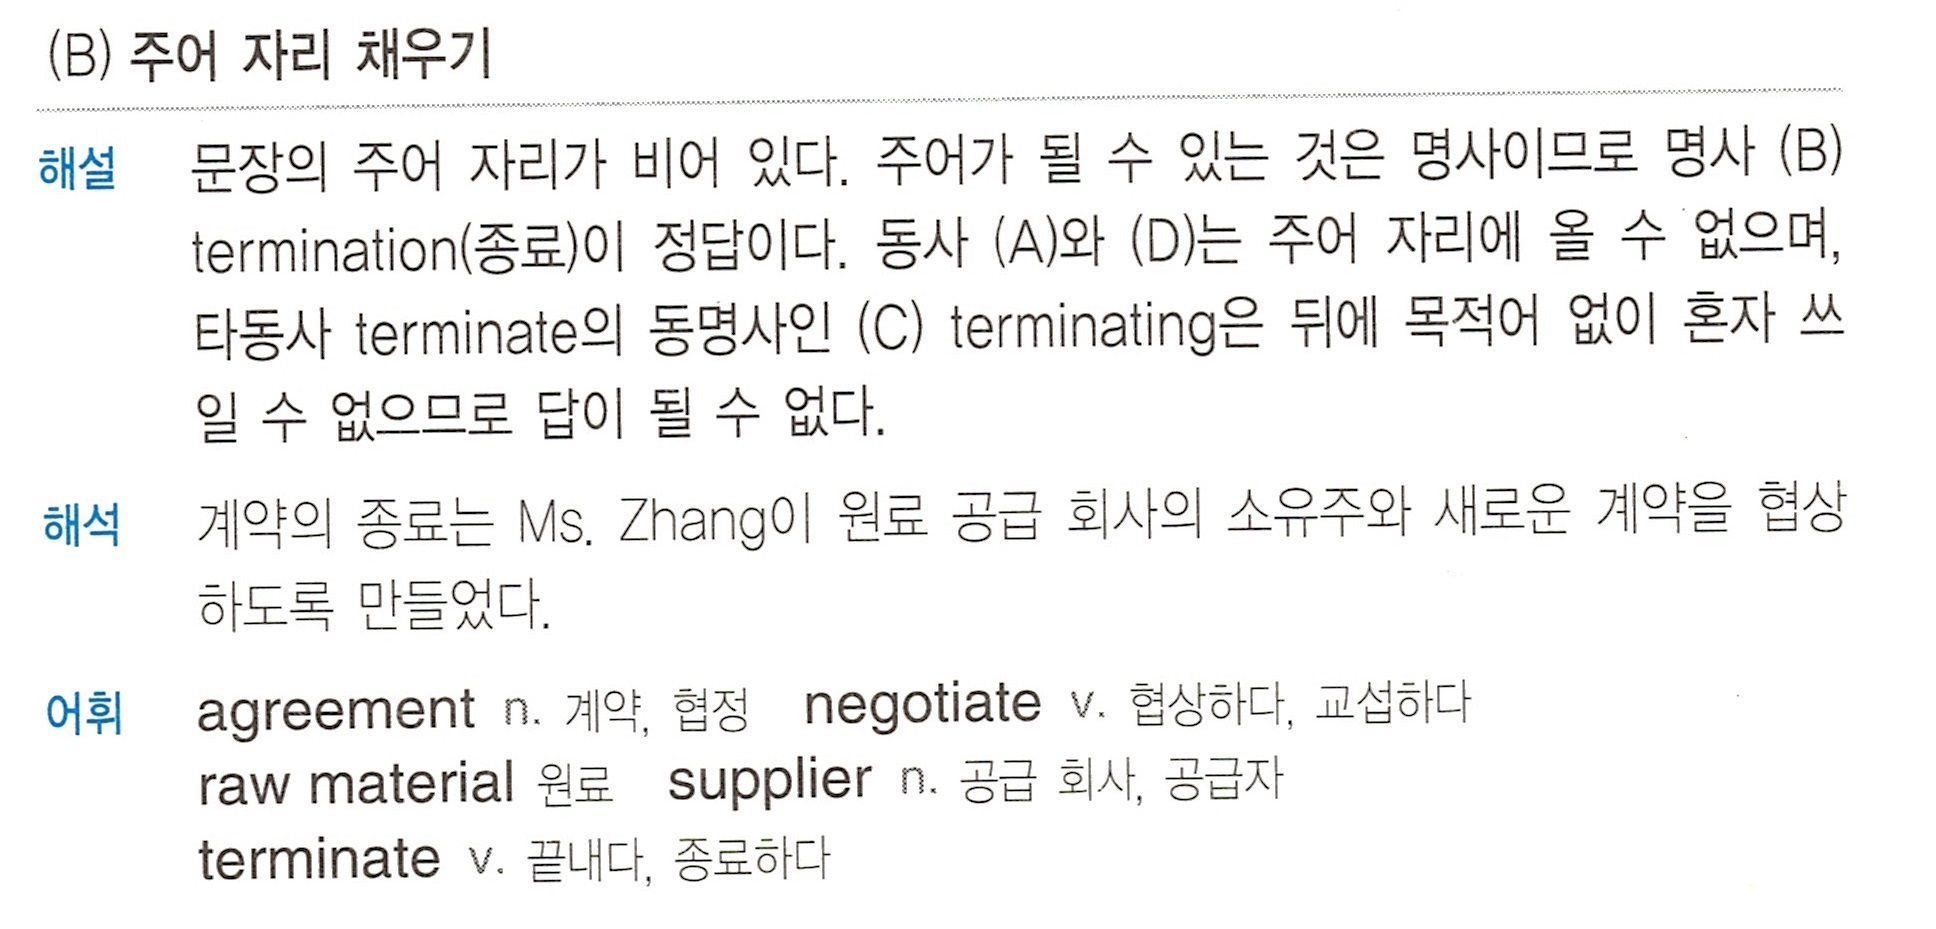 (B) 주어 자리 채우기
해설 문장의 주어 자리가 비어 있다. 주어가 될 수 있는 것은 명사이므로 명사 (B)
termination(종료)이 정답이다. 동사 (A)와 (D)는 주어 자리에 올 수 없으며,
타동사 terminate의 동명사인 (C) terminating은 뒤에 목적어 없이 혼자 쓰
일 수 없으므로 답이 될 수 없다.
해석 계약의 종료는 Ms. Zhang이 원료 공급 회사의 소유주와 새로운 계약을 협상
하도록 만들었다.
어휘 agreement n. 계약, 협정 negotiate v. 협상하다, 교섭하다
raw material 원료 supplier n. 공급 회사, 공급자
terminate v. 끝내다, 종료하다